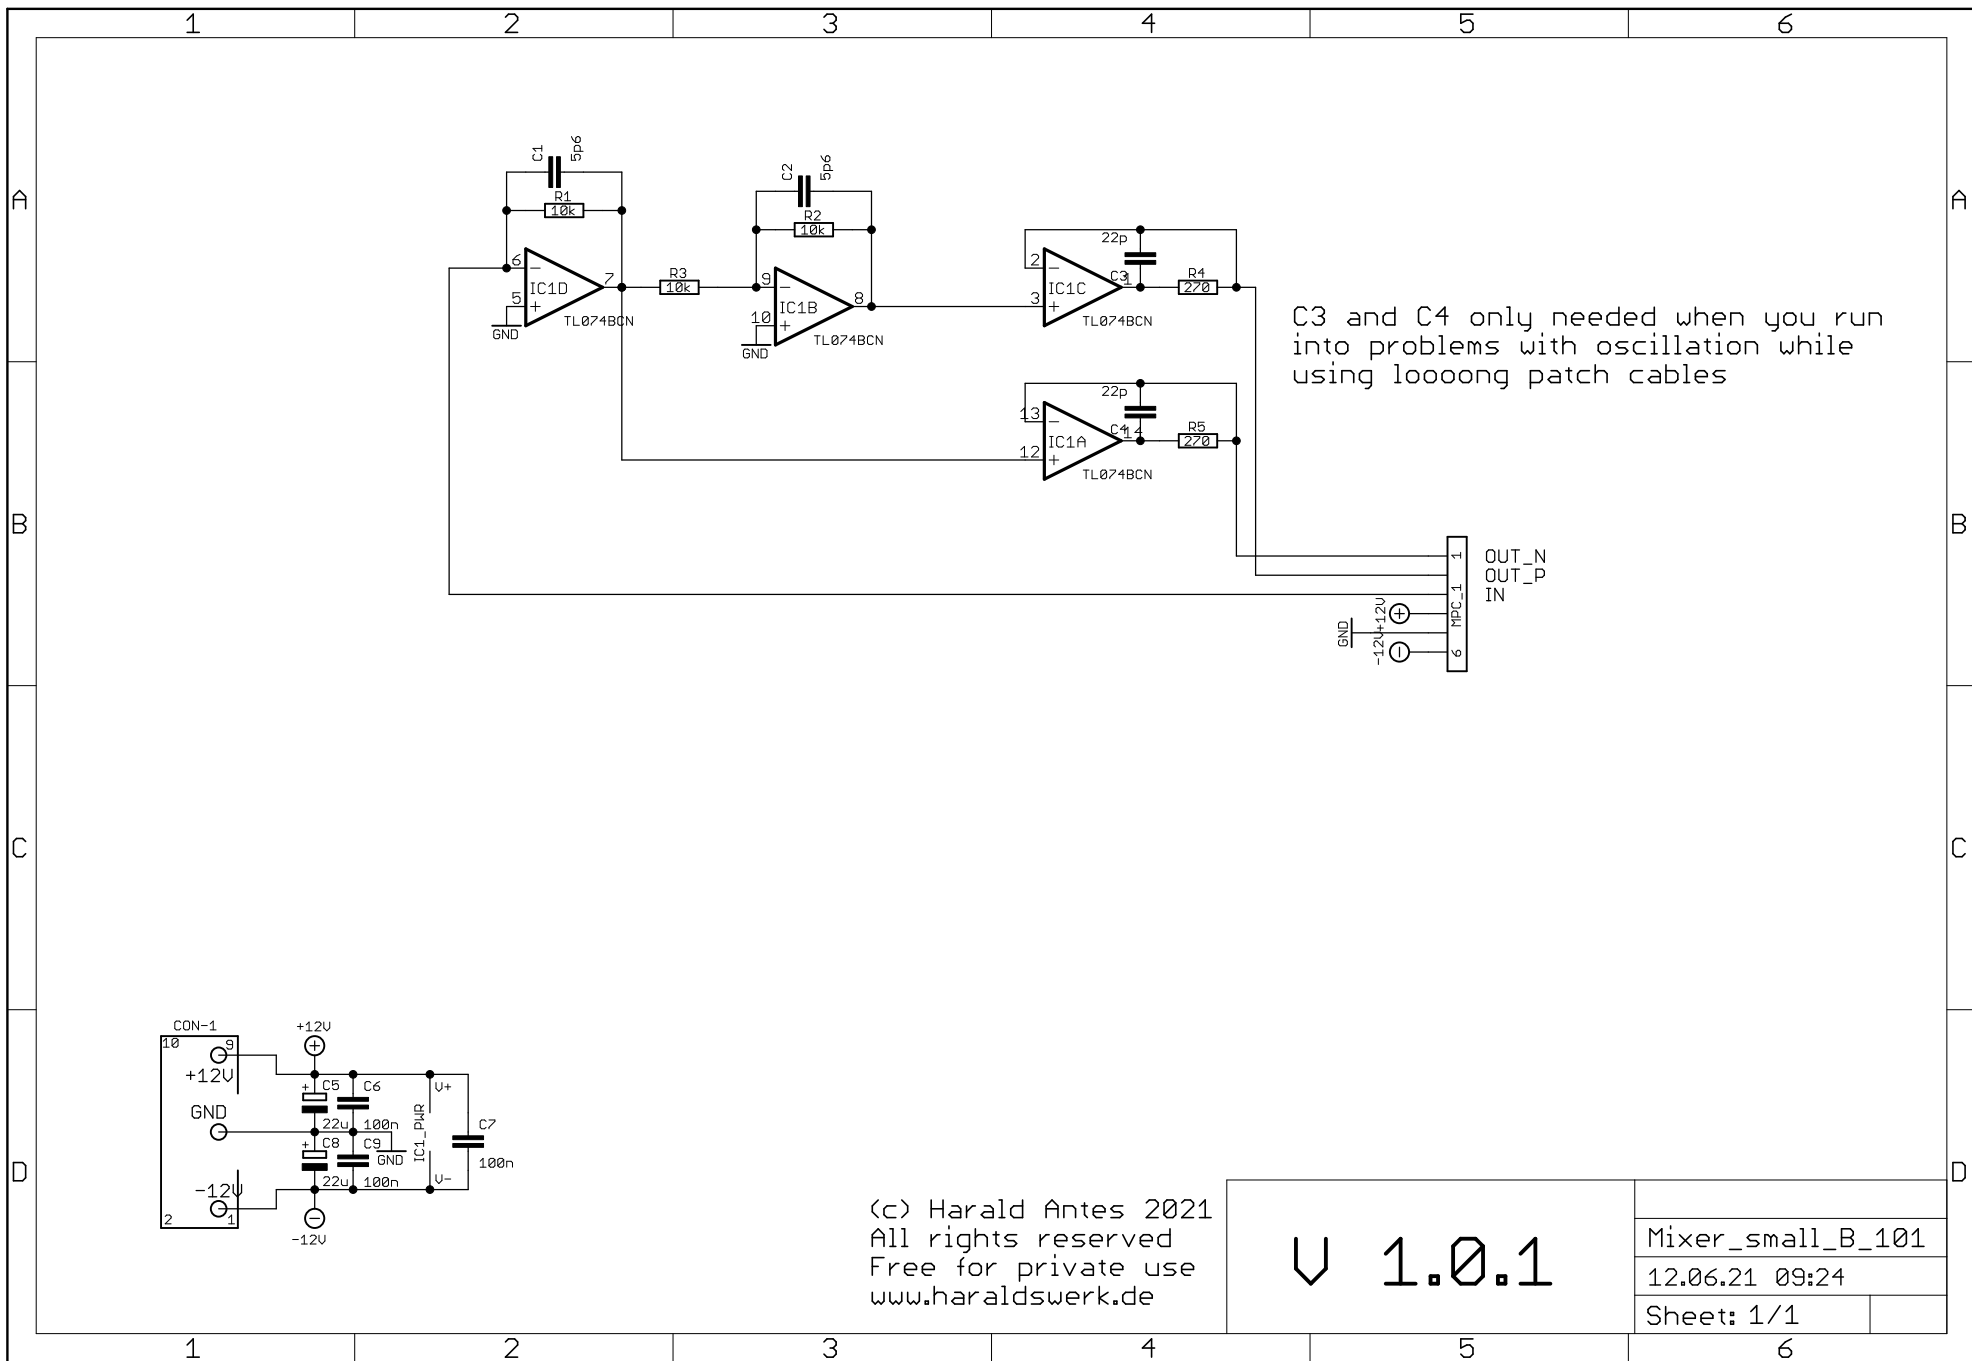 1 2 3 4 5 6
A A
B B
C C
D D
C1 5p6
R1
10k
C2 5p6
R2
10k
6
5
IC1D
7
TL074BCN
GND
R3
10k
9
10
IC1B
8
TL074BCN
GND
22p
2
3
IC1C
C3
1
R4
270
TL074BCN
22p
13
12
IC1A
C4
14
R5
270
TL074BCN
C3 and C4 only needed when you run
into problems with oscillation while
using loooong patch cables
1
MPC_1
6
OUT_N
OUT_P
IN
+12V
GND
-12V
CON-1
10 9
+12V
GND
-12V
2 1
+12V
+ C5
22u
C6
100n
+ C8
22u
C9
100n
GND
-12V
V+
IC1_PWR
V-
C7
100n
(c) Harald Antes 2021
All rights reserved
Free for private use
www.haraldswerk.de
V 1.0.1
Mixer_small_B_101
12.06.21 09:24
Sheet: 1/1
1 2 3 4 5 6